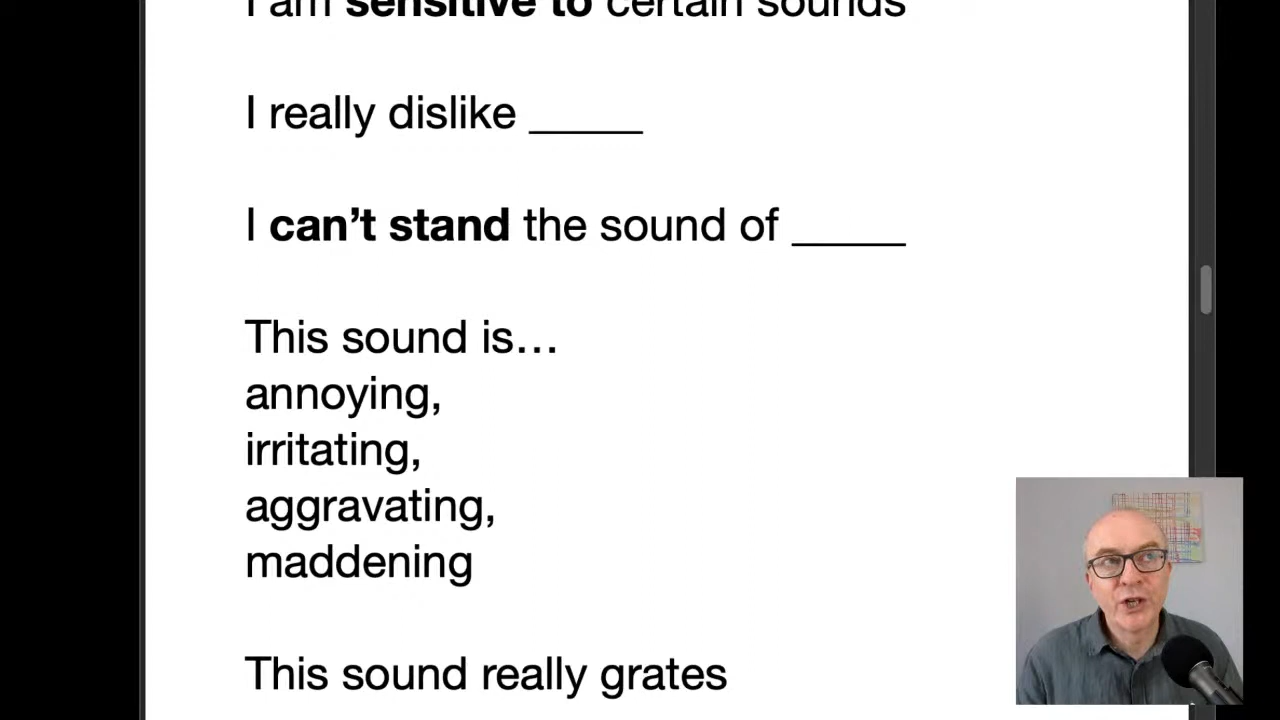 I am sensitive to certain sounds
I really dislike _____
I can’t stand the sound of _____
This sound is…
annoying,
irritating,
aggravating,
maddening
This sound really grates